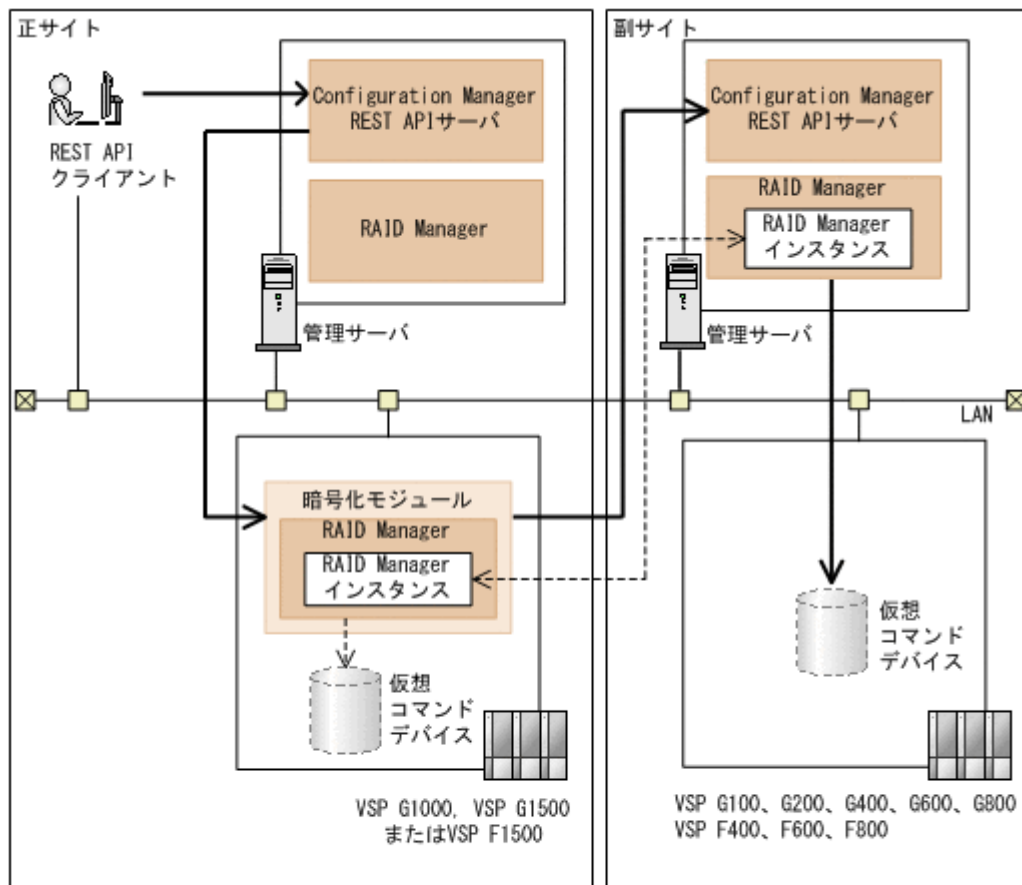 正サイト
Configuration Manager
REST APIサーバ
REST API
クライアント
RAID Manager
管理サーバ
暗号化モジュール
RAID Manager
RAID Manager
インスタンス
仮想
コマンド
デバイス
VSP G1000, VSP G1500
またはVSP F1500
副サイト
Configuration Manager
REST APIサーバ
RAID Manager
RAID Manager
インスタンス
管理サーバ
LAN
仮想
コマンド
デバイス
VSP G100、G200、G400、G600、G800
VSP F400、F600、F800